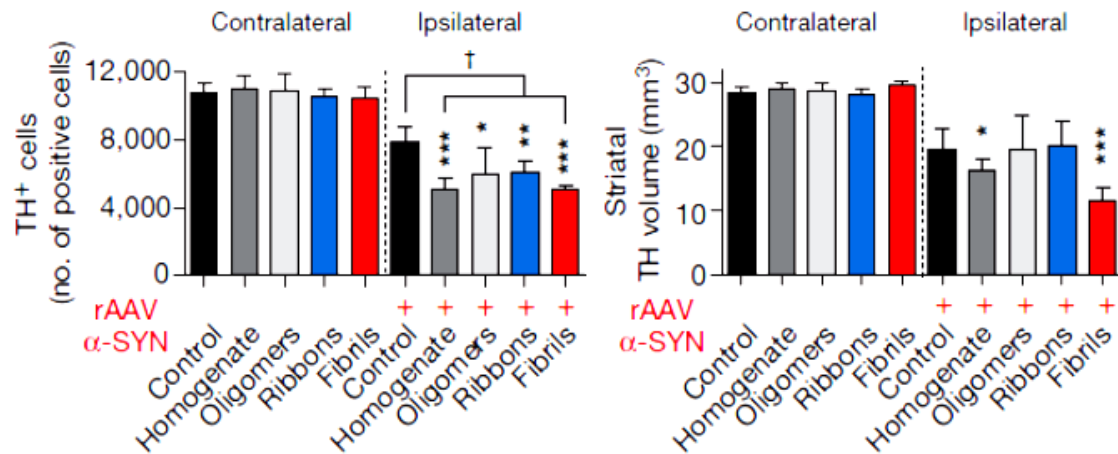 Contralateral Ipsilateral
TH+ cells
(no. of positive cells)
12,000
8,000
4,000
0
†
***
*
**
***
rAAV + + + + +
α-SYN
Control Homogenate Oligomers Ribbons Fibrils Control Homogenate Oligomers Ribbons Fibrils
Contralateral Ipsilateral
Striatal
TH volume (mm³)
30
20
10
0
*
***
rAAV + + + + +
α-SYN
Control Homogenate Oligomers Ribbons Fibrils Control Homogenate Oligomers Ribbons Fibrils